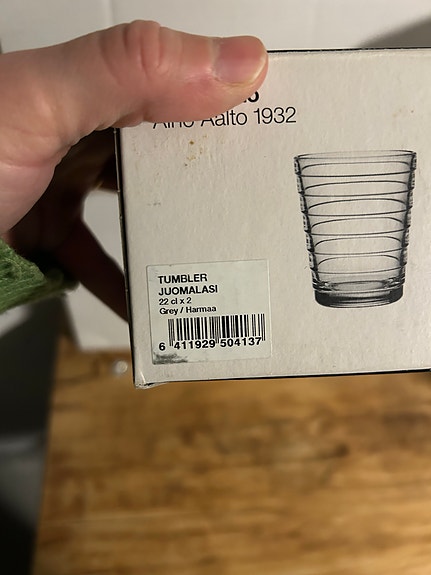 Aino Aalto 1932
TUMBLER
JUOMALASI
22 cl x 2
Grey / Harmaa
6 411929 504137